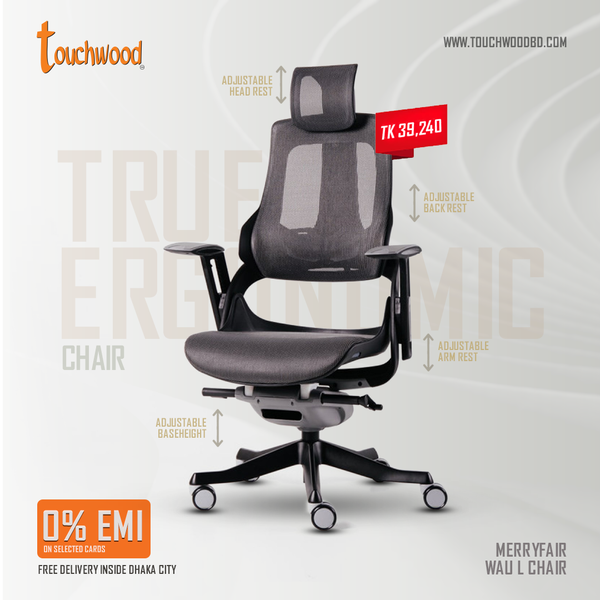 touchwood®
WWW.TOUCHWOODBD.COM
ADJUSTABLE
HEAD REST
TK 39,240
TRUE
ADJUSTABLE
BACK REST
ERGONOMIC
CHAIR
ADJUSTABLE
ARM REST
ADJUSTABLE
BASEHEIGHT
0% EMI
ON SELECTED CARDS
FREE DELIVERY INSIDE DHAKA CITY
MERRYFAIR
WAU L CHAIR